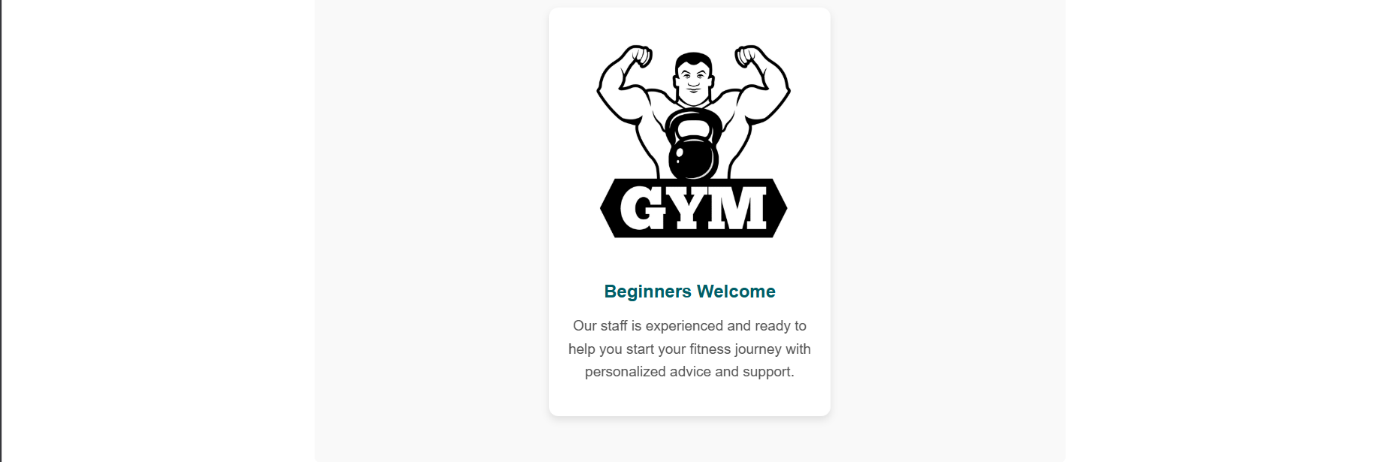 GYM
Beginners Welcome
Our staff is experienced and ready to
help you start your fitness journey with
personalized advice and support.